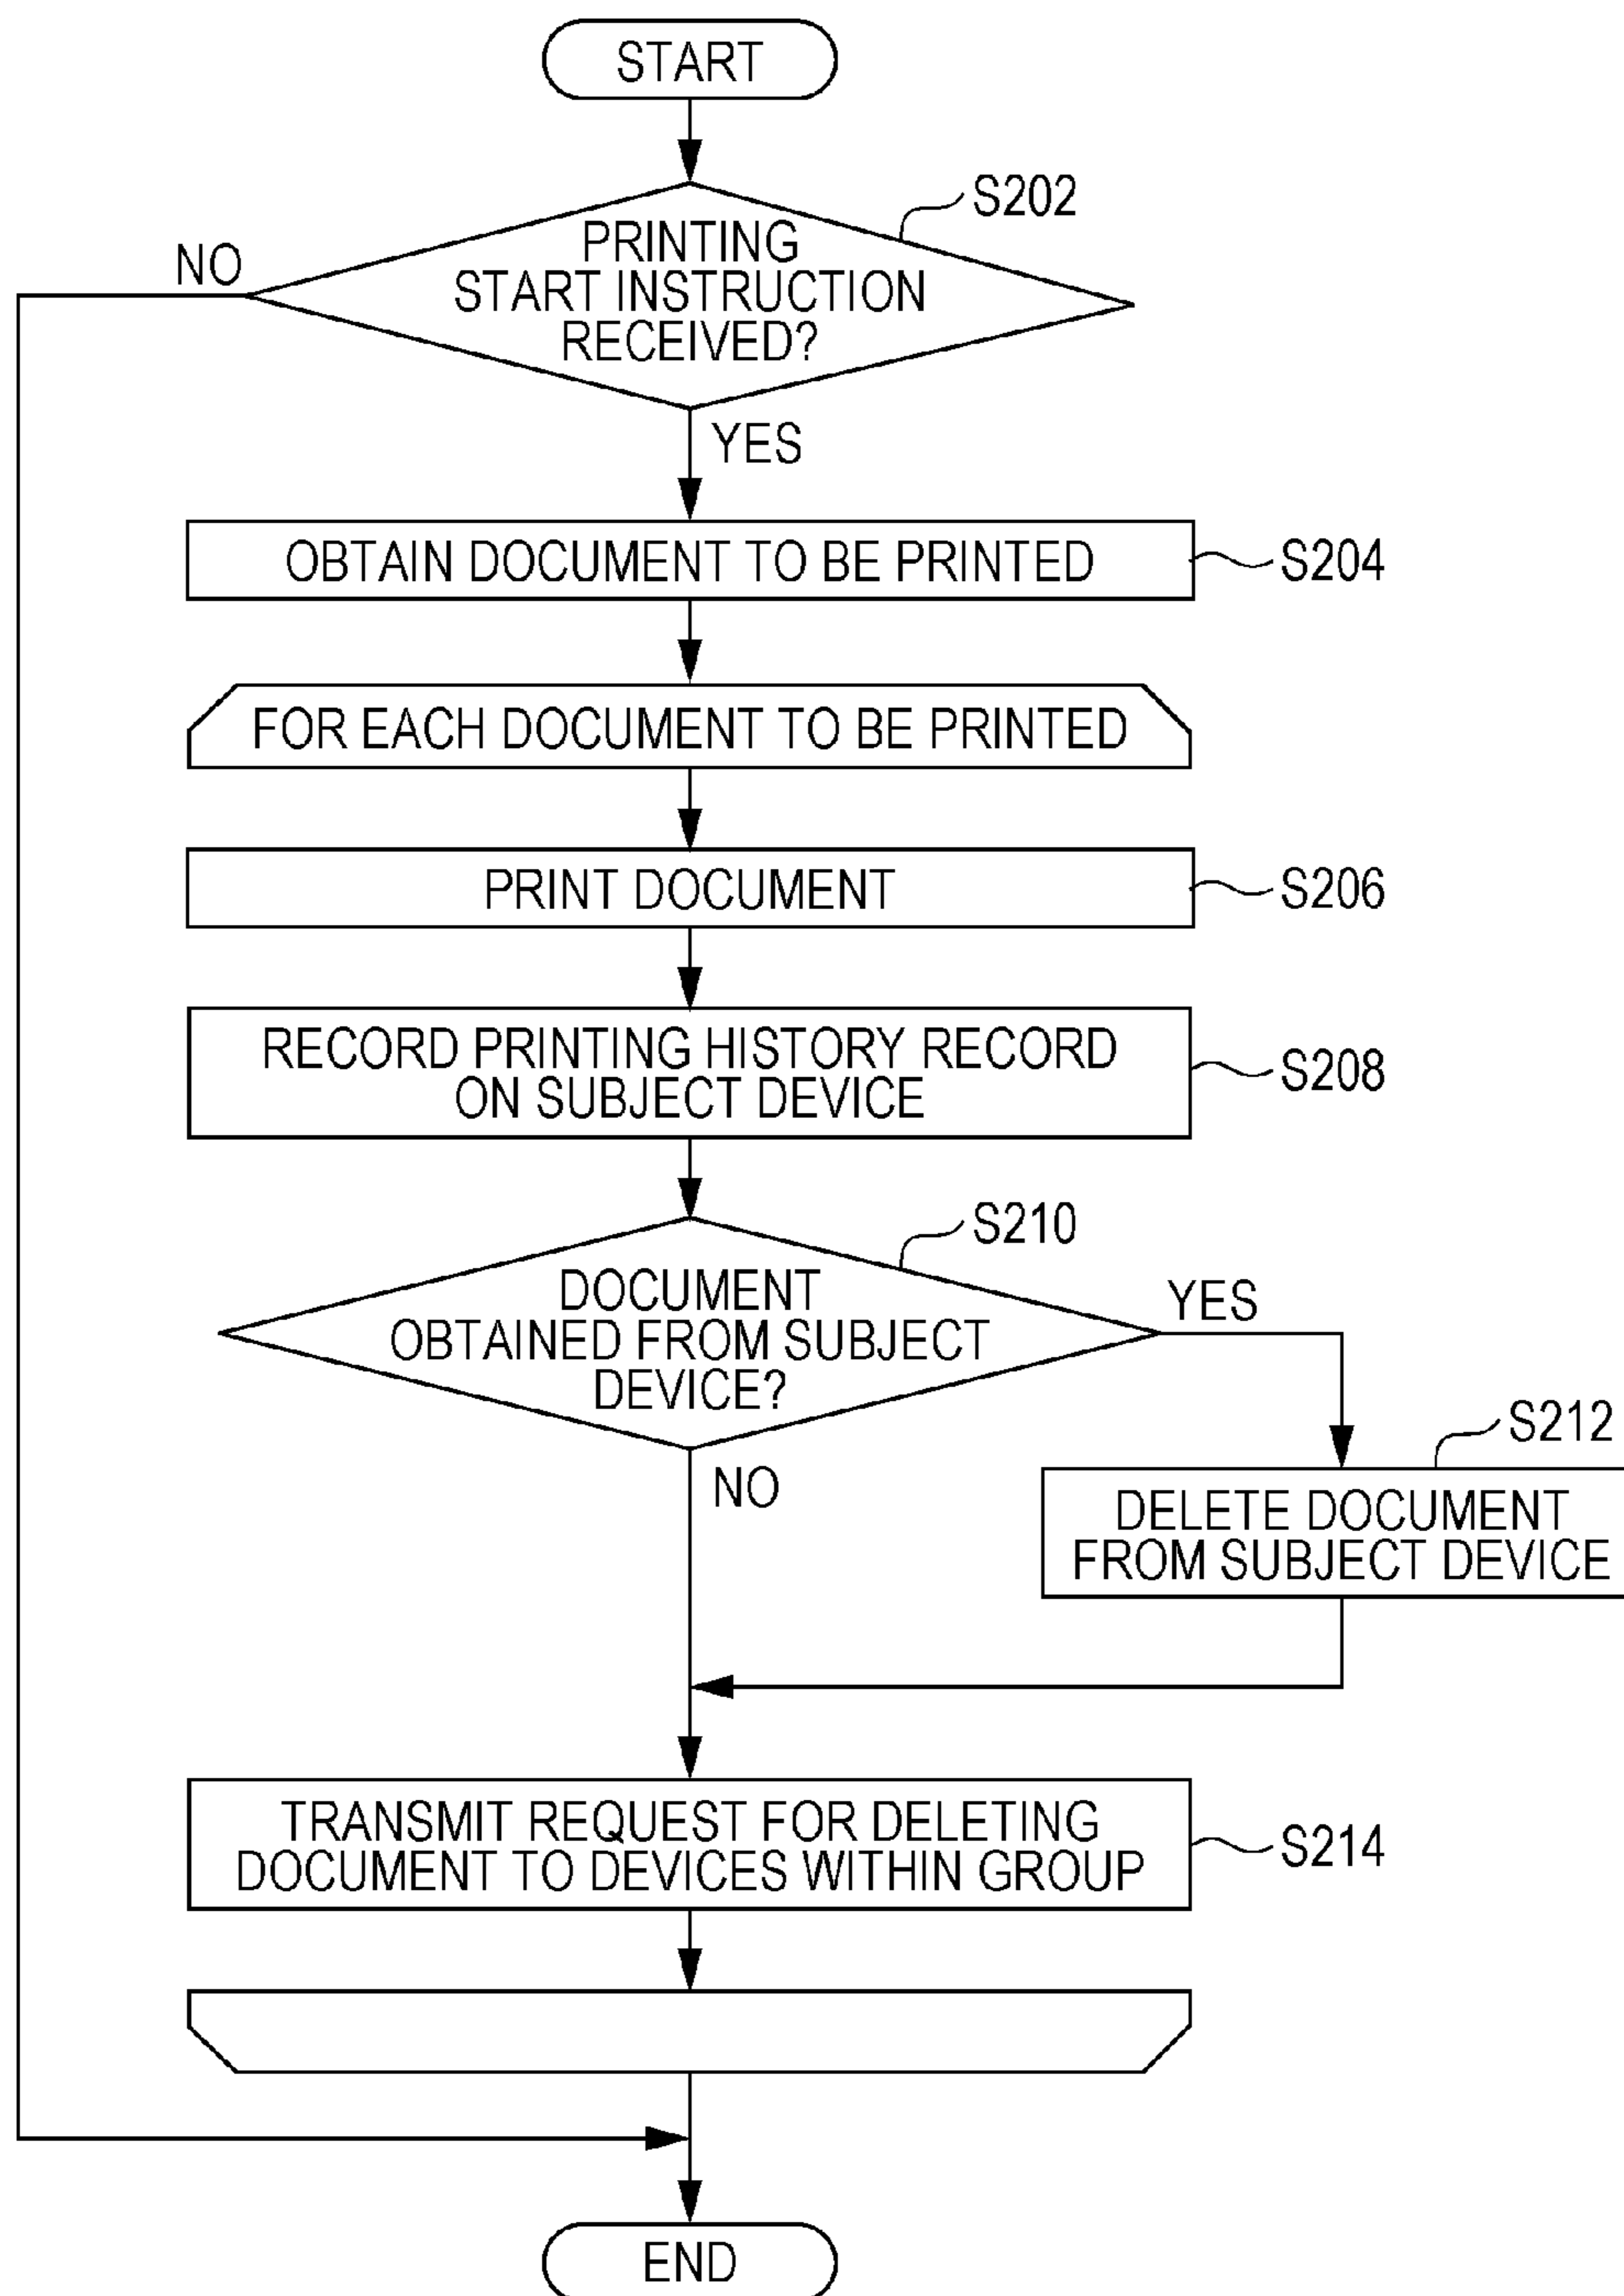 START
S202
PRINTING
START INSTRUCTION
RECEIVED?
NO
YES
OBTAIN DOCUMENT TO BE PRINTED
S204
FOR EACH DOCUMENT TO BE PRINTED
PRINT DOCUMENT
S206
RECORD PRINTING HISTORY RECORD
ON SUBJECT DEVICE
S208
S210
DOCUMENT
OBTAINED FROM SUBJECT
DEVICE?
YES
NO
S212
DELETE DOCUMENT
FROM SUBJECT DEVICE
TRANSMIT REQUEST FOR DELETING
DOCUMENT TO DEVICES WITHIN GROUP
S214
END